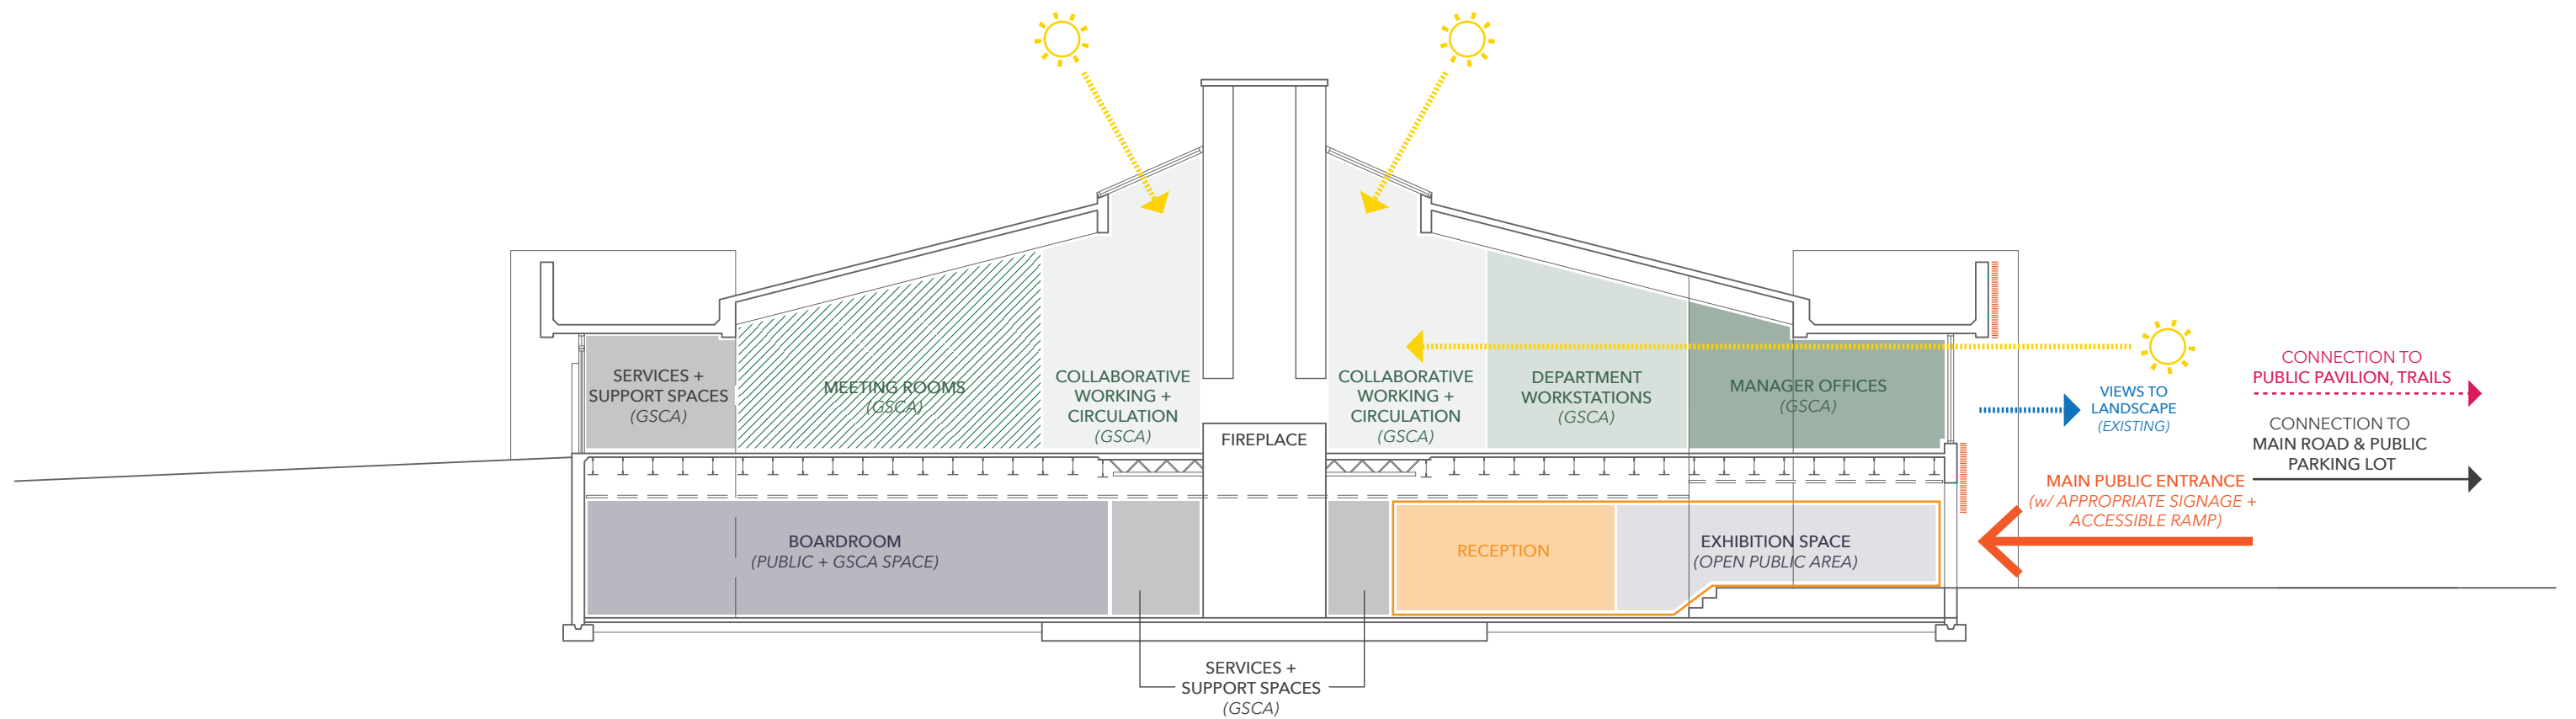 SERVICES +
SUPPORT SPACES
(GSCA)
MEETING ROOMS
(GSCA)
COLLABORATIVE
WORKING +
CIRCULATION
(GSCA)
FIREPLACE
COLLABORATIVE
WORKING +
CIRCULATION
(GSCA)
DEPARTMENT
WORKSTATIONS
(GSCA)
MANAGER OFFICES
(GSCA)
VIEWS TO
LANDSCAPE
(EXISTING)
CONNECTION TO
PUBLIC PAVILION, TRAILS
CONNECTION TO
MAIN ROAD & PUBLIC
PARKING LOT
MAIN PUBLIC ENTRANCE
(w/ APPROPRIATE SIGNAGE +
ACCESSIBLE RAMP)
BOARDROOM
(PUBLIC + GSCA SPACE)
RECEPTION
EXHIBITION SPACE
(OPEN PUBLIC AREA)
SERVICES +
SUPPORT SPACES
(GSCA)